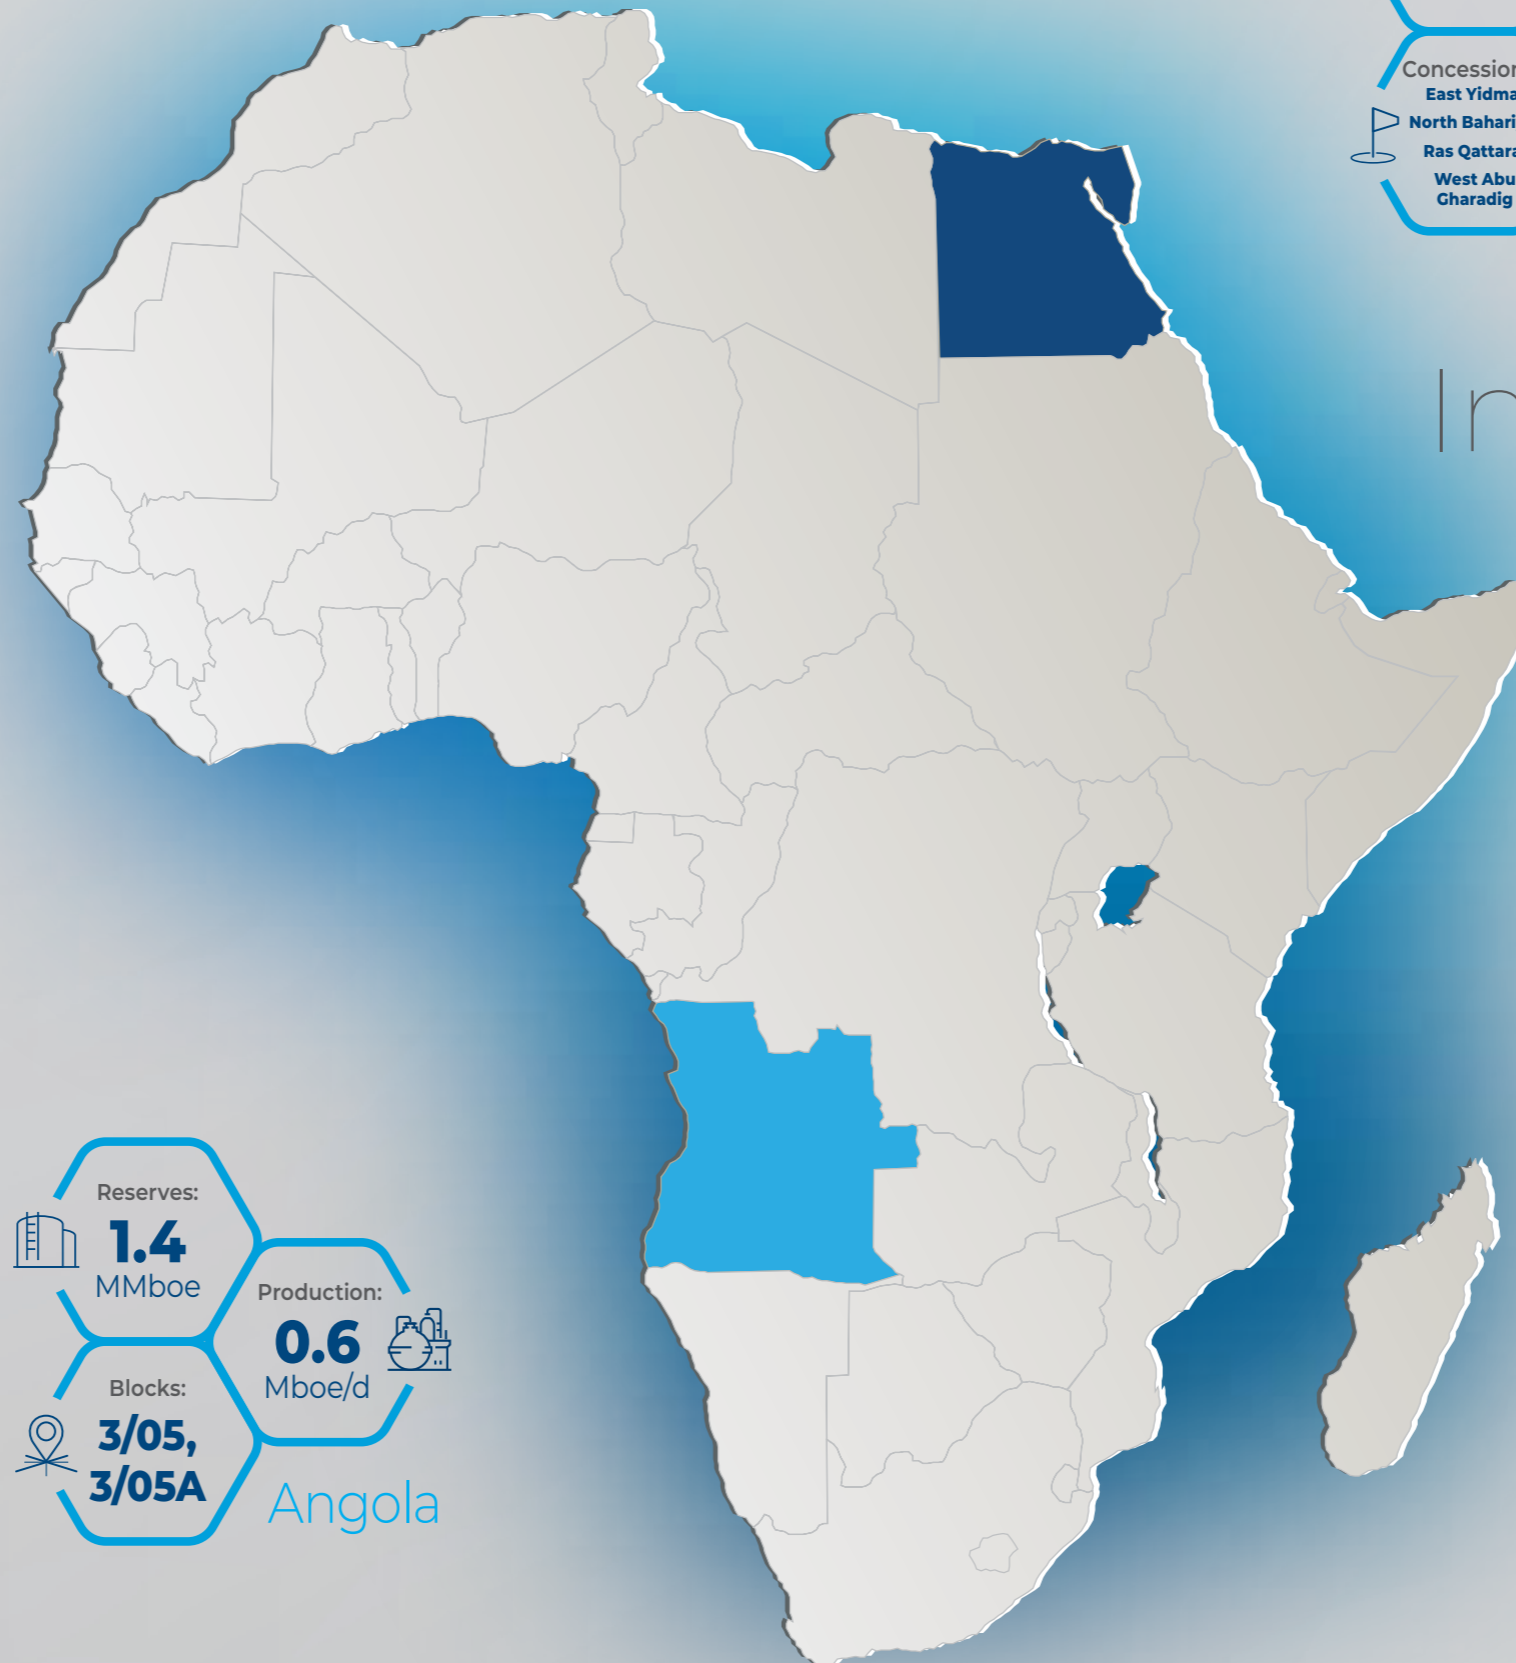 Concession
East Yidma
North Bahari
Ras Qattara
West Abu
Gharadig
In
Reserves:
1.4
MMboe
Production:
0.6
Mboe/d
Blocks:
3/05,
3/05A
Angola